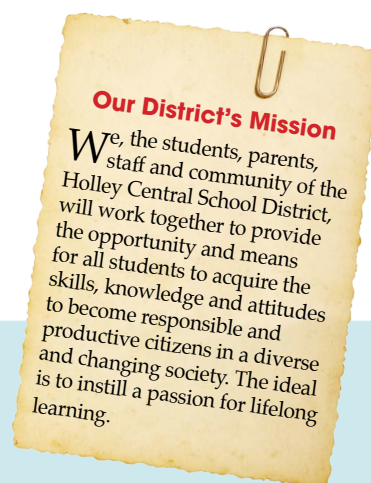 Our District's Mission
We, the students, parents,
staff and community of the
Holley Central School District,
will work together to provide
the opportunity and means
for all students to acquire the
skills, knowledge and attitudes
to become responsible and
productive citizens in a diverse
and changing society. The ideal
is to instill a passion for lifelong
learning.